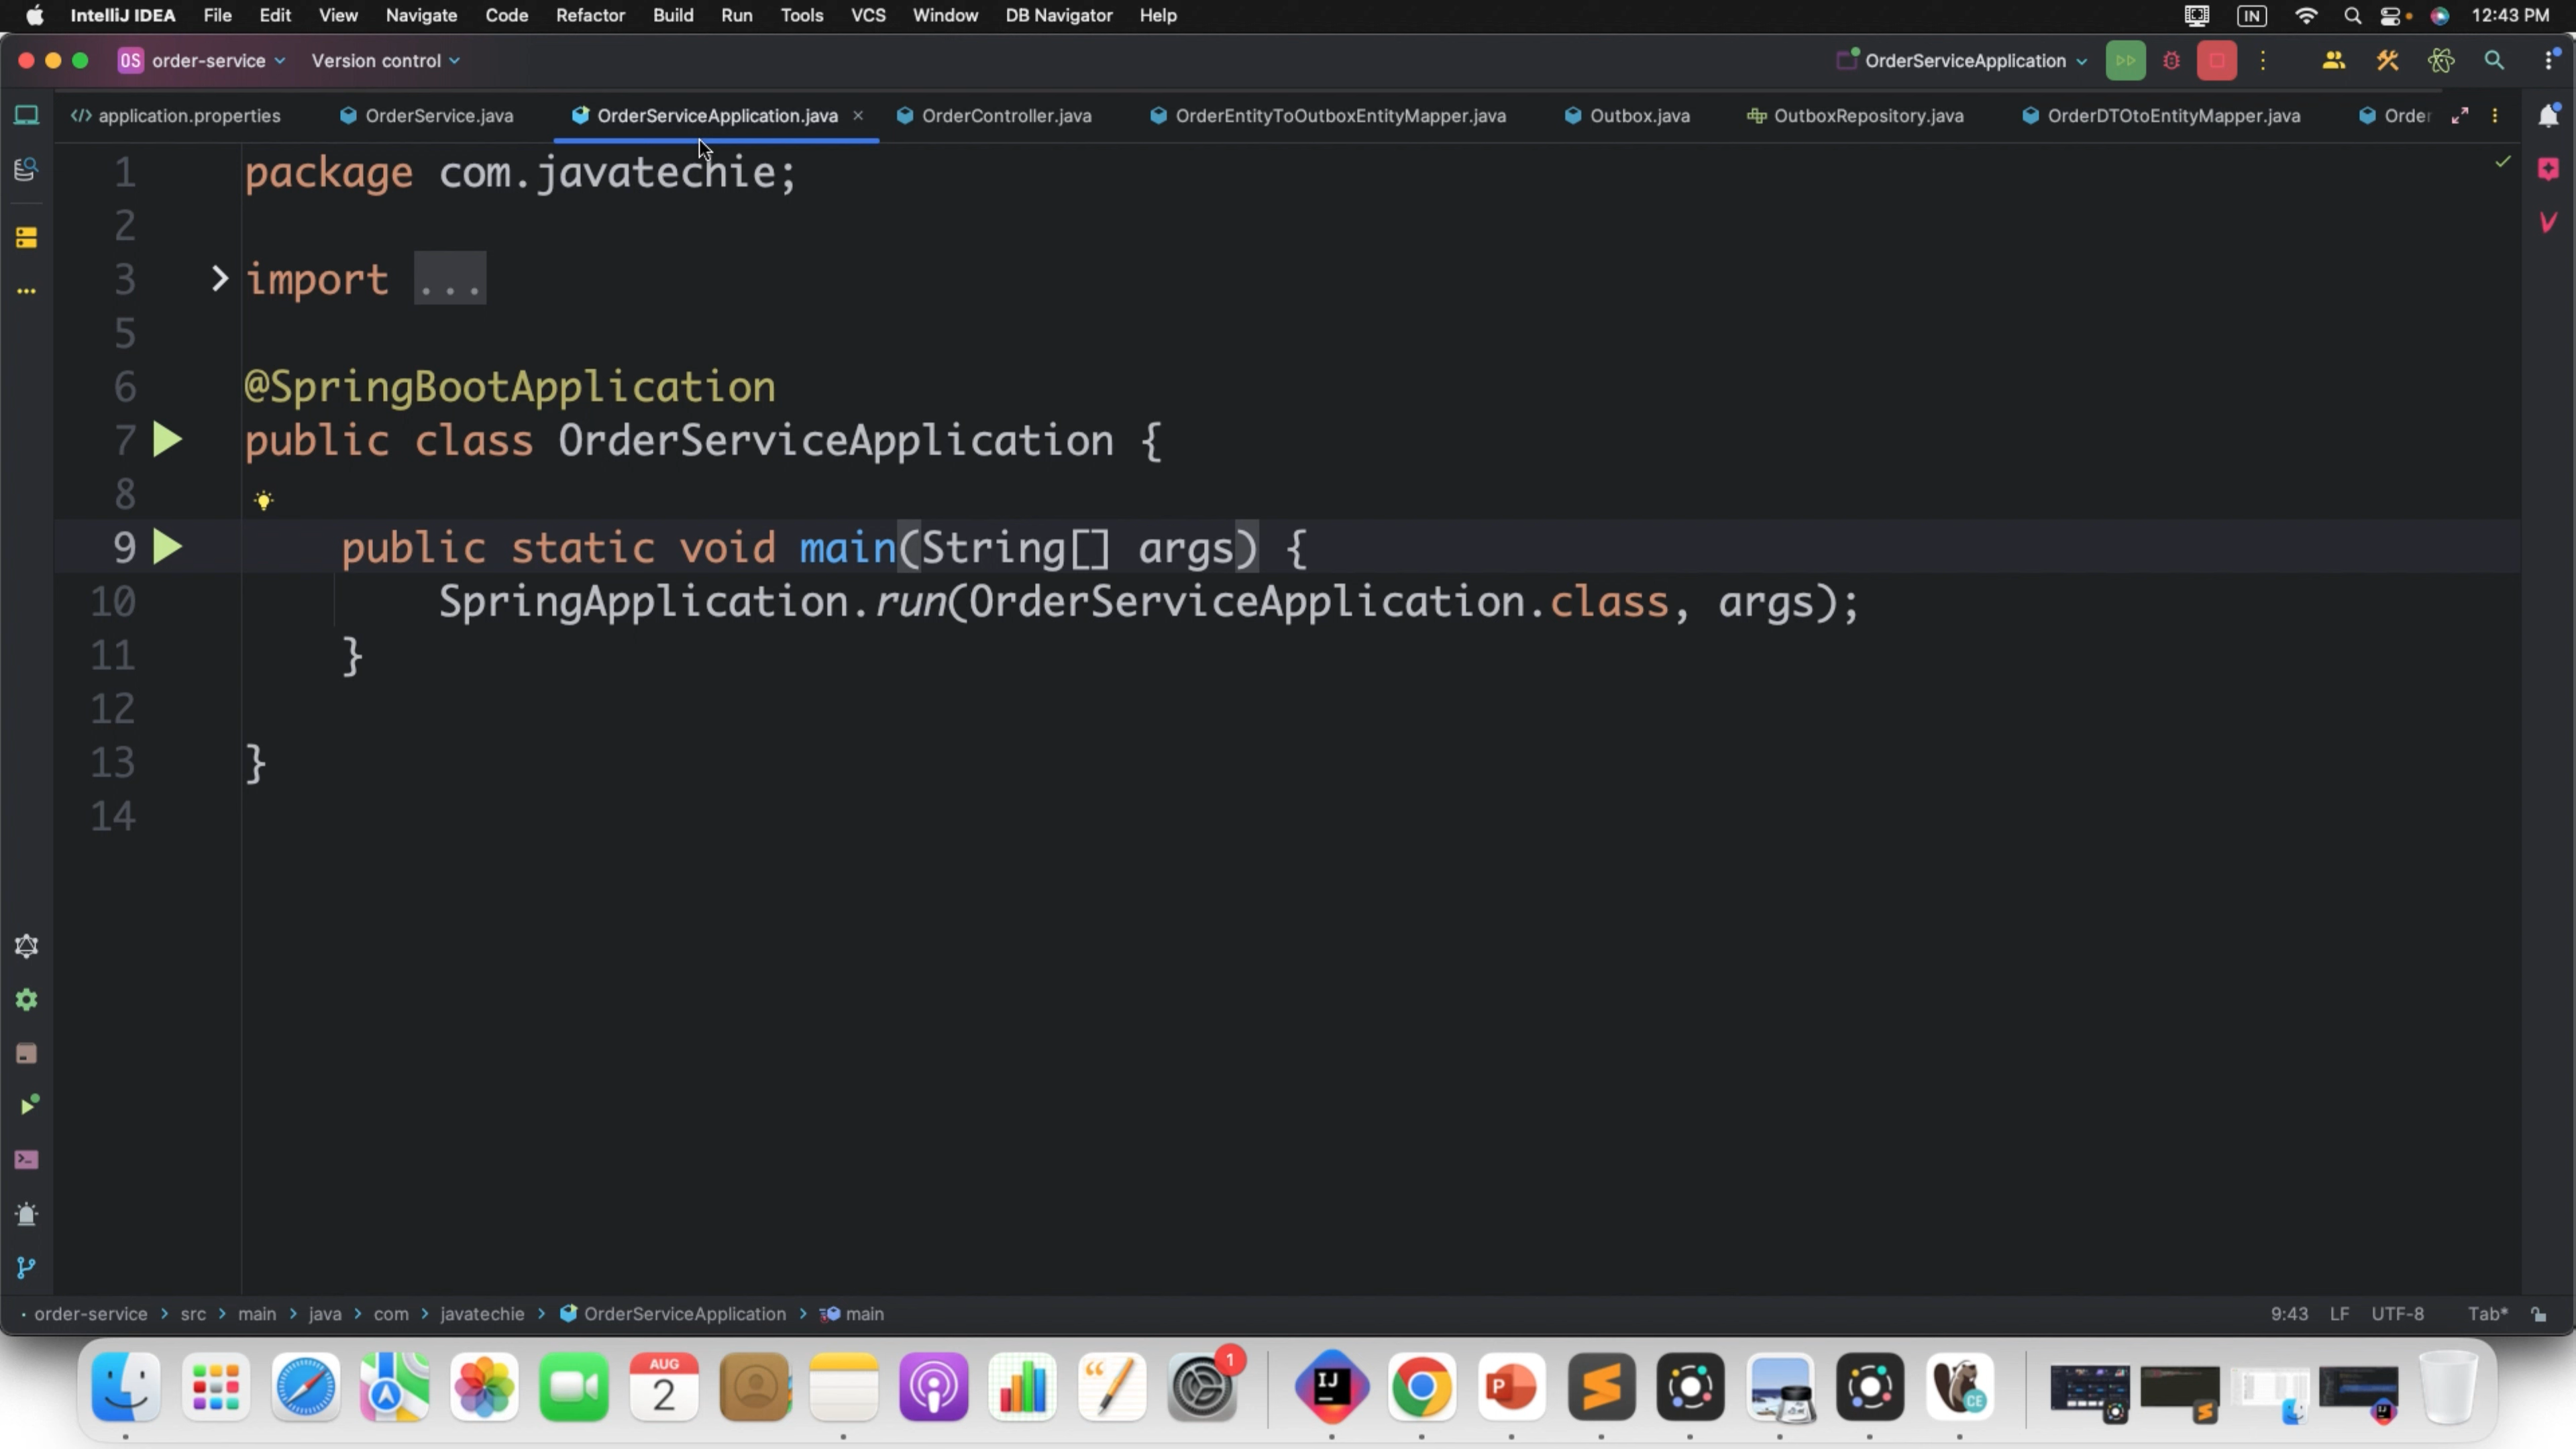 IntelliJ IDEA File Edit View Navigate Code Refactor Build Run Tools VCS Window DB Navigator Help IN 12:43 PM
OS order-service Version control OrderServiceApplication
application.properties OrderService.java OrderServiceApplication.java OrderController.java OrderEntityToOutboxEntityMapper.java Outbox.java OutboxRepository.java OrderDTOtoEntityMapper.java Order
1 package com.javatechie;
2
3 import ...
5
6 @SpringBootApplication
7 public class OrderServiceApplication {
8
9 public static void main(String[] args) {
10 SpringApplication.run(OrderServiceApplication.class, args);
11 }
12
13 }
14
order-service > src > main > java > com > javatechie > OrderServiceApplication > main 9:43 LF UTF-8 Tab*
AUG
2
1
IJ
P
CE